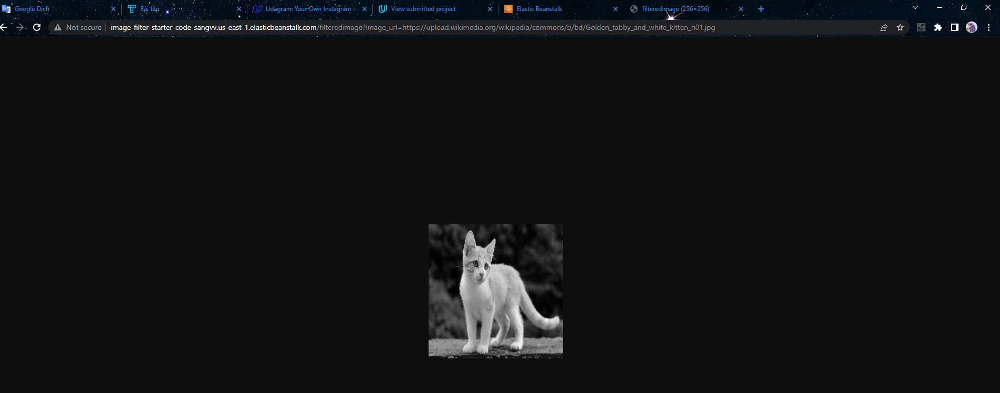 Google Dịch
Bài tập
Udagram: Your Own Instagram o
View submitted project
Elastic Beanstalk
filteredimage (256×256)
Not secure
image-filter-starter-code-sangvv.us-east-1.elasticbeanstalk.com/filteredimage?image_url=https://upload.wikimedia.org/wikipedia/commons/b/bd/Golden_tabby_and_white_kitten_n01.jpg
Se